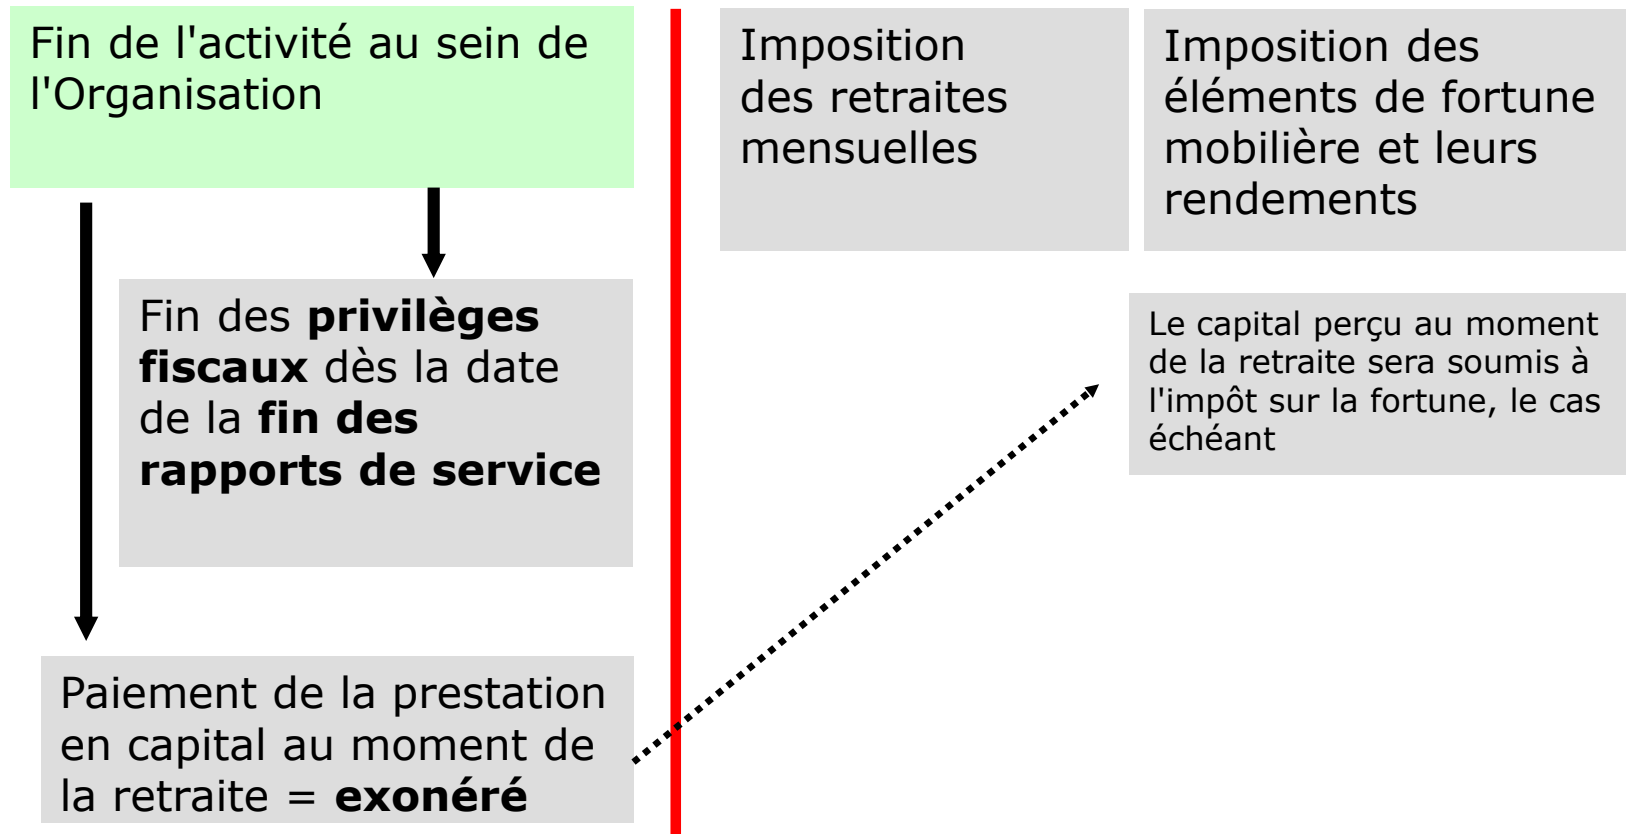 Fin de l'activité au sein de
l'Organisation
Fin des privilèges
fiscaux dès la date
de la fin des
rapports de service
Paiement de la prestation
en capital au moment de
la retraite = exonéré
Imposition
des retraites
mensuelles
Imposition des
éléments de fortune
mobilière et leurs
rendements
Le capital perçu au moment
de la retraite sera soumis à
l'impôt sur la fortune, le cas
échéant